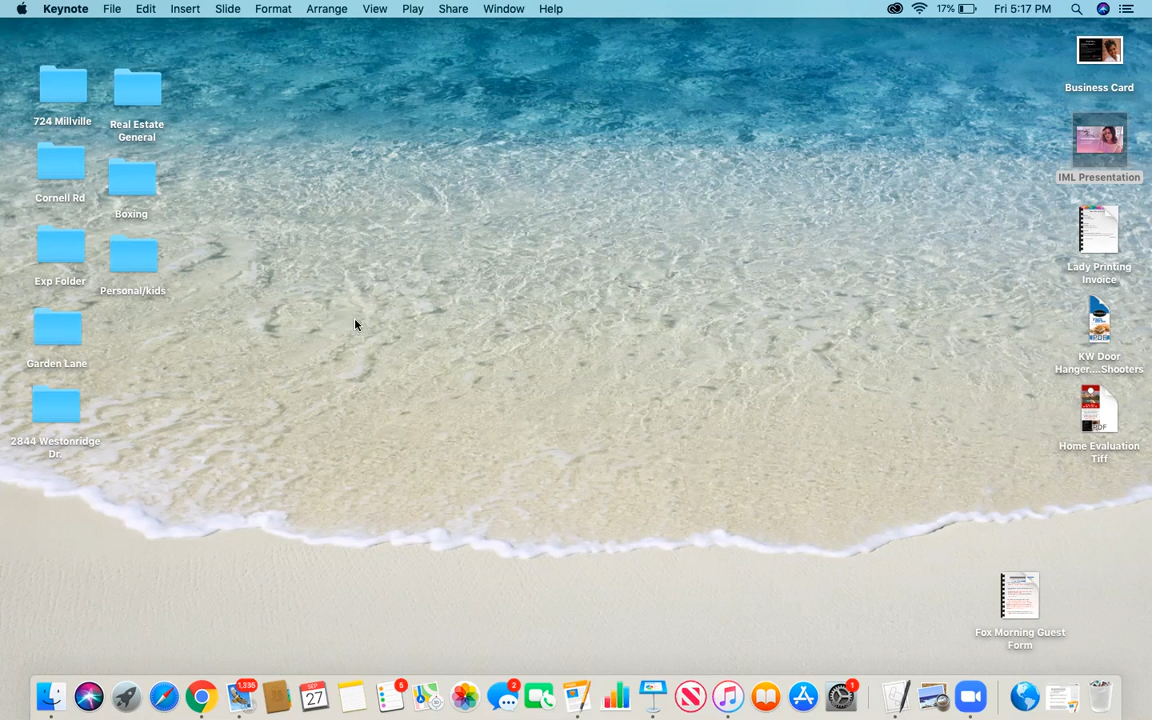 Keynote File Edit Insert Slide Format Arrange View Play Share Window Help 17% Fri 5:17 PM
724 Millville
Real Estate
General
Cornell Rd
Boxing
Exp Folder
Personal/kids
Garden Lane
2844 Westonridge
Dr.
Business Card
IML Presentation
Lady Printing
Invoice
KW Door
Hanger....Shooters
Home Evaluation
Tiff
Fox Morning Guest
Form
1,335
SEP
27
5
2
1
PDF
PDF